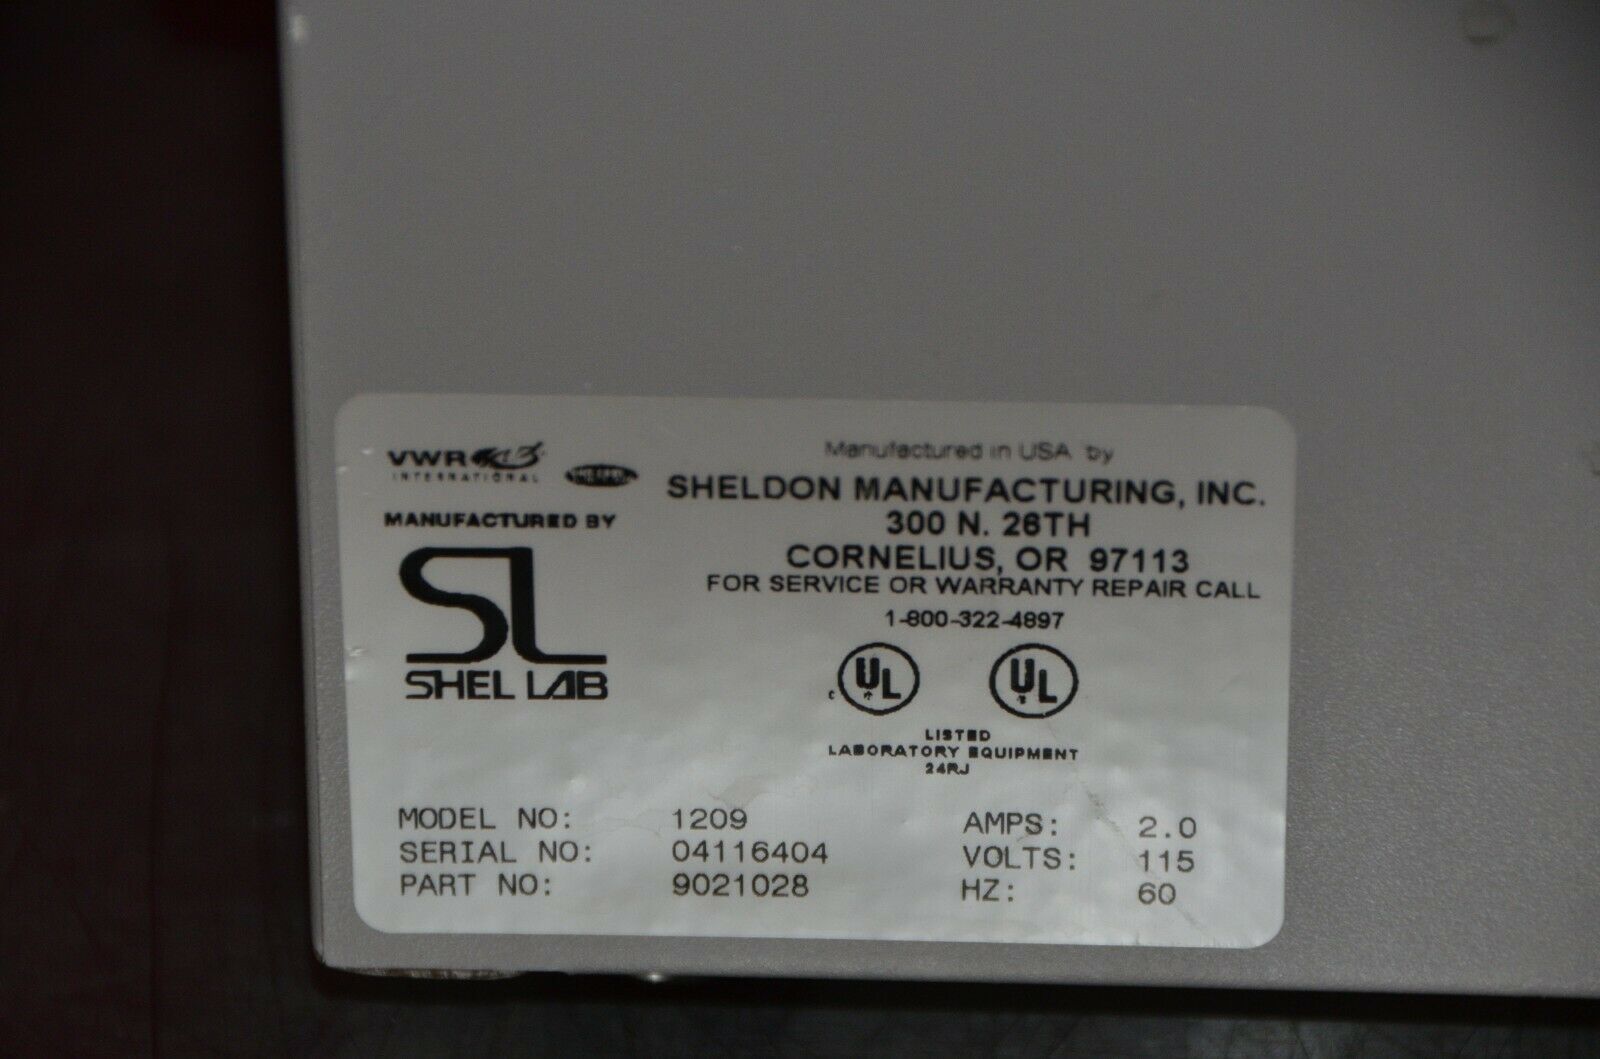 VWR
INTERNATIONAL
MANUFACTURED BY
SL
SHEL LAB
Manufactured in USA by
SHELDON MANUFACTURING, INC.
300 N. 26TH
CORNELIUS, OR 97113
FOR SERVICE OR WARRANTY REPAIR CALL
1-800-322-4897
c UL UL
LISTED
LABORATORY EQUIPMENT
24RJ
MODEL NO: 1209 AMPS: 2.0
SERIAL NO: 04116404 VOLTS: 115
PART NO: 9021028 HZ: 60